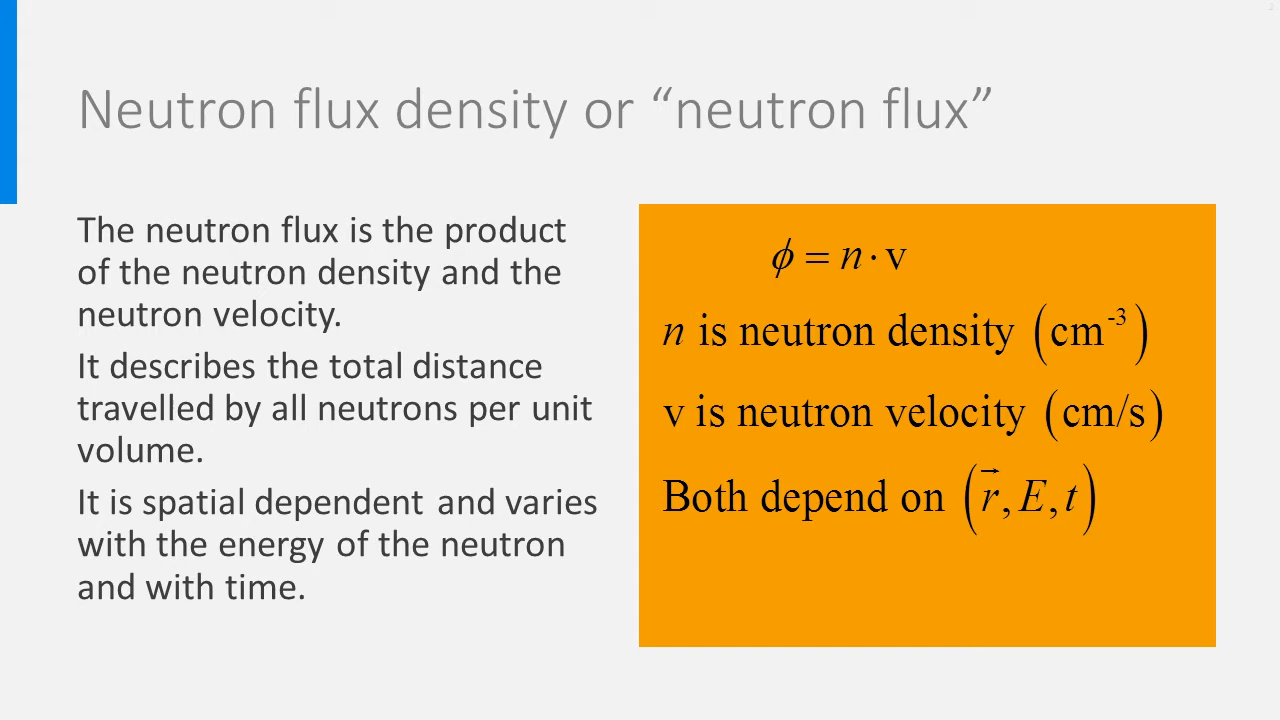 2
Neutron flux density or “neutron flux”
The neutron flux is the product
of the neutron density and the
neutron velocity.
It describes the total distance
travelled by all neutrons per unit
volume.
It is spatial dependent and varies
with the energy of the neutron
and with time.
ϕ = n · v
n is neutron density (cm⁻³)
v is neutron velocity (cm/s)
Both depend on (r⃗, E, t)